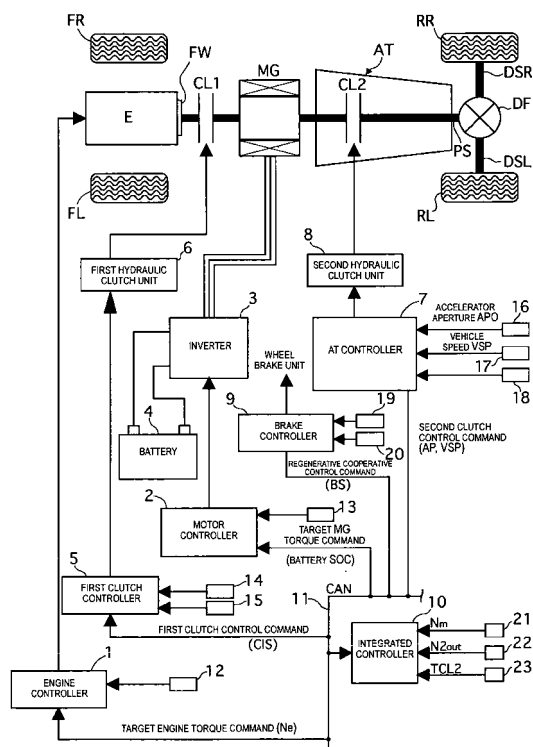 FR
FW
CL1
MG
AT
CL2
RR
DSR
E
DF
PS
DSL
FL
RL
6
FIRST HYDRAULIC
CLUTCH UNIT
8
SECOND HYDRAULIC
CLUTCH UNIT
3
INVERTER
7
AT CONTROLLER
ACCELERATOR
APERTURE APO
16
VEHICLE
SPEED VSP
17
18
WHEEL
BRAKE UNIT
4
BATTERY
9
BRAKE
CONTROLLER
19
20
SECOND CLUTCH
CONTROL COMMAND
(AP, VSP)
REGENERATIVE COOPERATIVE
CONTROL COMMAND
(BS)
2
MOTOR
CONTROLLER
13
TARGET MG
TORQUE COMMAND
(BATTERY SOC)
5
FIRST CLUTCH
CONTROLLER
14
15
CAN
11
10
FIRST CLUTCH CONTROL COMMAND
(CIS)
INTEGRATED
CONTROLLER
Nm
21
N2out
22
TCL2
23
1
ENGINE
CONTROLLER
12
TARGET ENGINE TORQUE COMMAND (Ne)